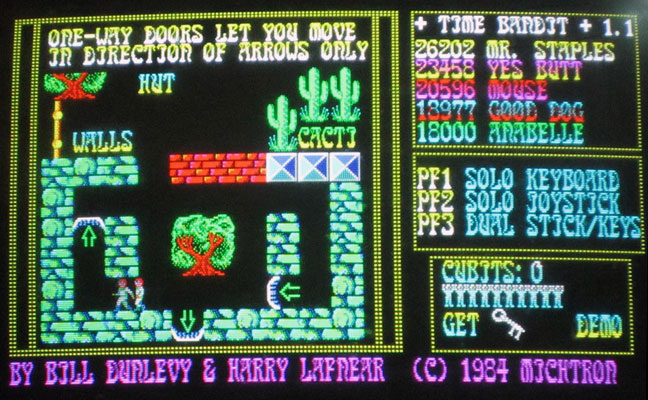 ONE-WAY DOORS LET YOU MOVE
IN DIRECTION OF ARROWS ONLY
HUT
WALLS
CACTI
+ TIME BANDIT + 1.1
26202 MR. STAPLES
23458 YES BUTT
20596 MOUSE
18977 GOOD DOG
18000 ANABELLE
PF1 SOLO KEYBOARD
PF2 SOLO JOYSTICK
PF3 DUAL STICK/KEYS
CUBITS: 0
GET DEMO
BY BILL DUNLEVY & HARRY LAFNEAR (C) 1984 MICHTRON